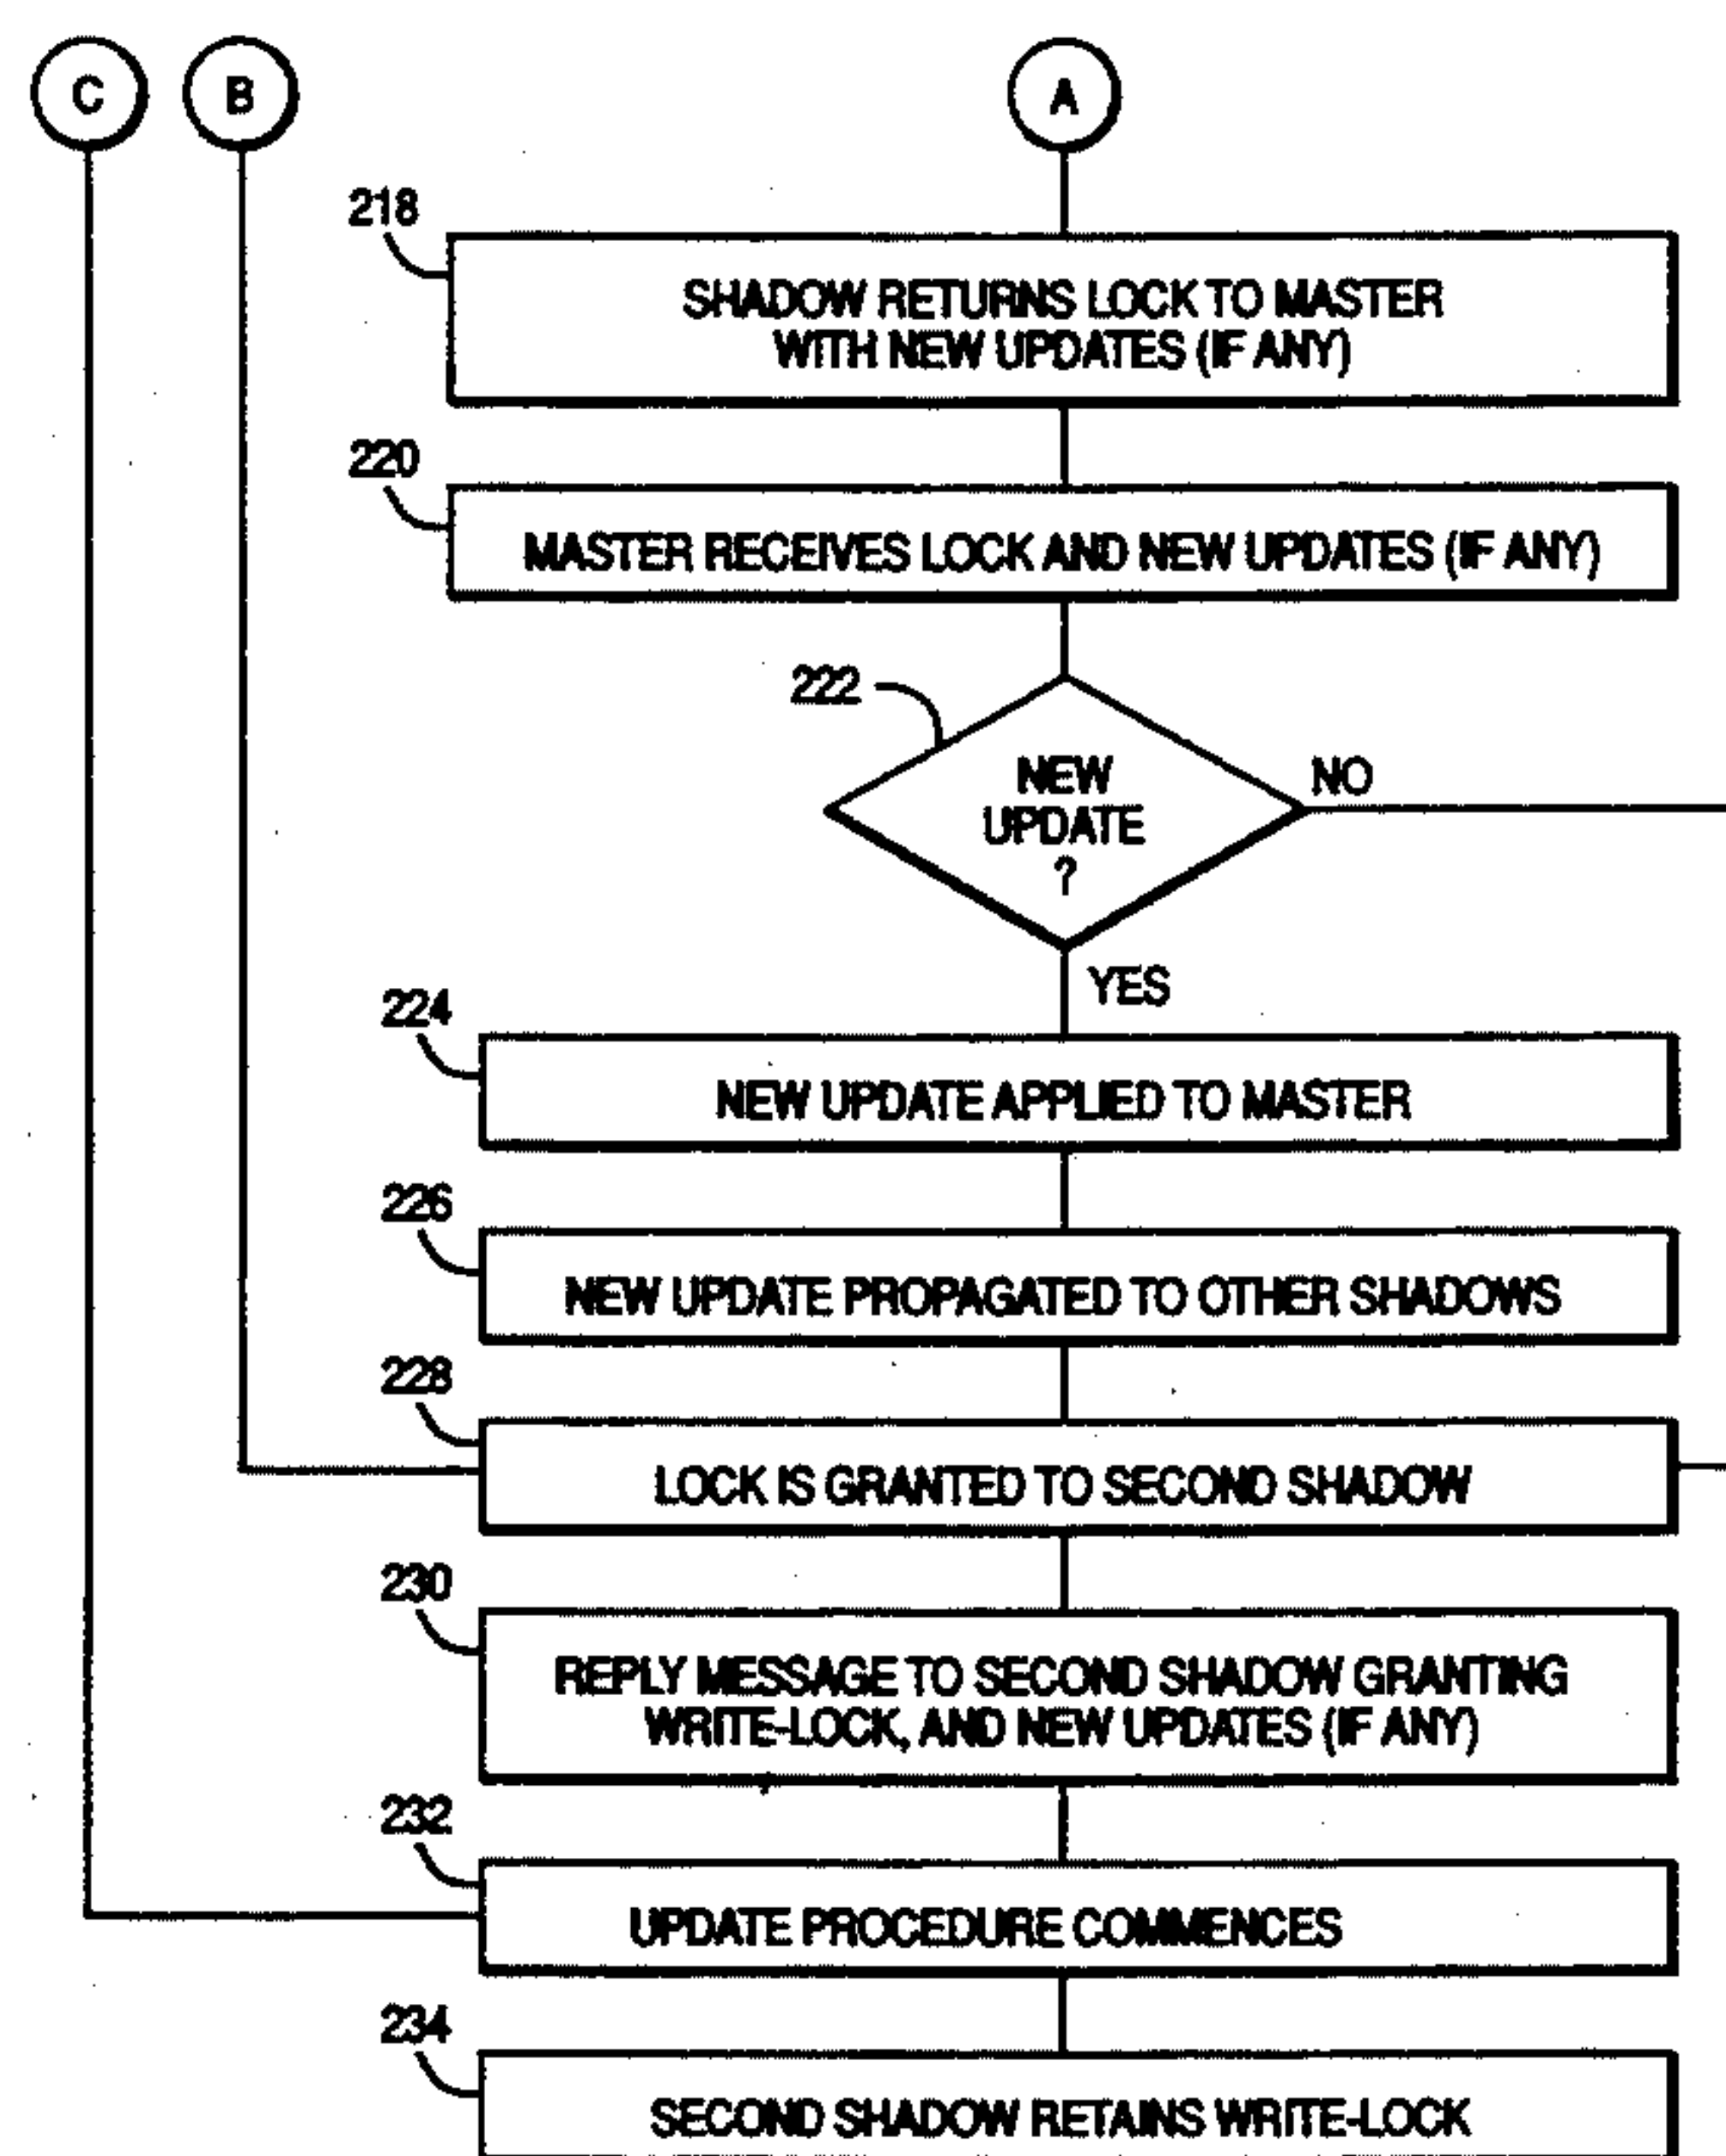 C
B
A
218
SHADOW RETURNS LOCK TO MASTER
WITH NEW UPDATES (IF ANY)
220
MASTER RECEIVES LOCK AND NEW UPDATES (IF ANY)
222
NEW
UPDATE
?
NO
YES
224
NEW UPDATE APPLIED TO MASTER
226
NEW UPDATE PROPAGATED TO OTHER SHADOWS
228
LOCK IS GRANTED TO SECOND SHADOW
230
REPLY MESSAGE TO SECOND SHADOW GRANTING
WRITE-LOCK, AND NEW UPDATES (IF ANY)
232
UPDATE PROCEDURE COMMENCES
234
SECOND SHADOW RETAINS WRITE-LOCK